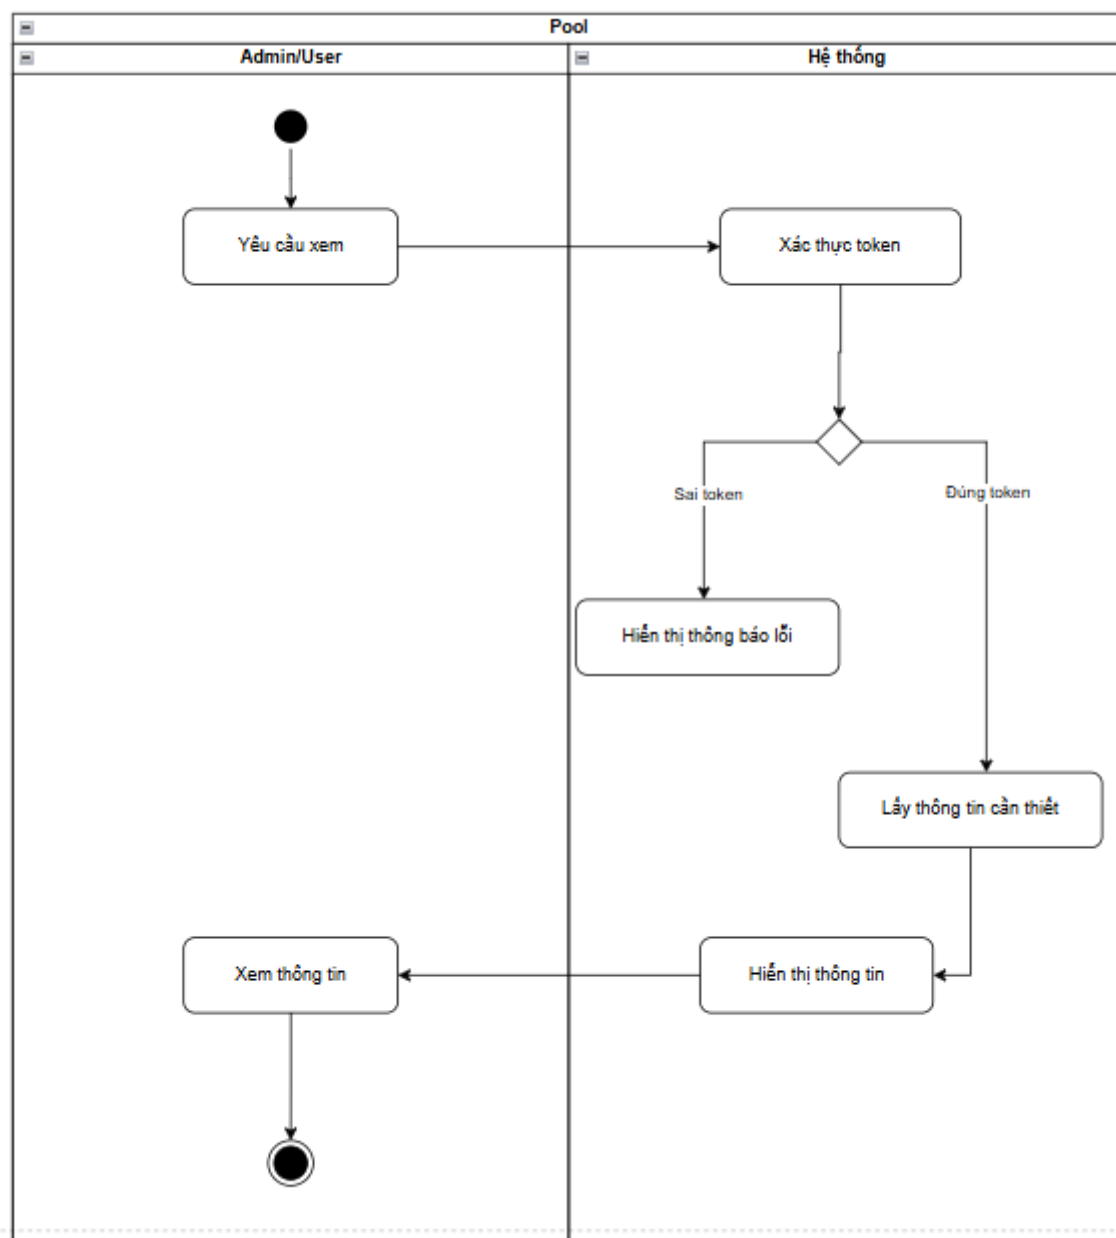 Pool
Admin/User
Hệ thống
Yêu cầu xem
Xác thực token
Sai token
Đúng token
Hiển thị thông báo lỗi
Lấy thông tin cần thiết
Xem thông tin
Hiển thị thông tin